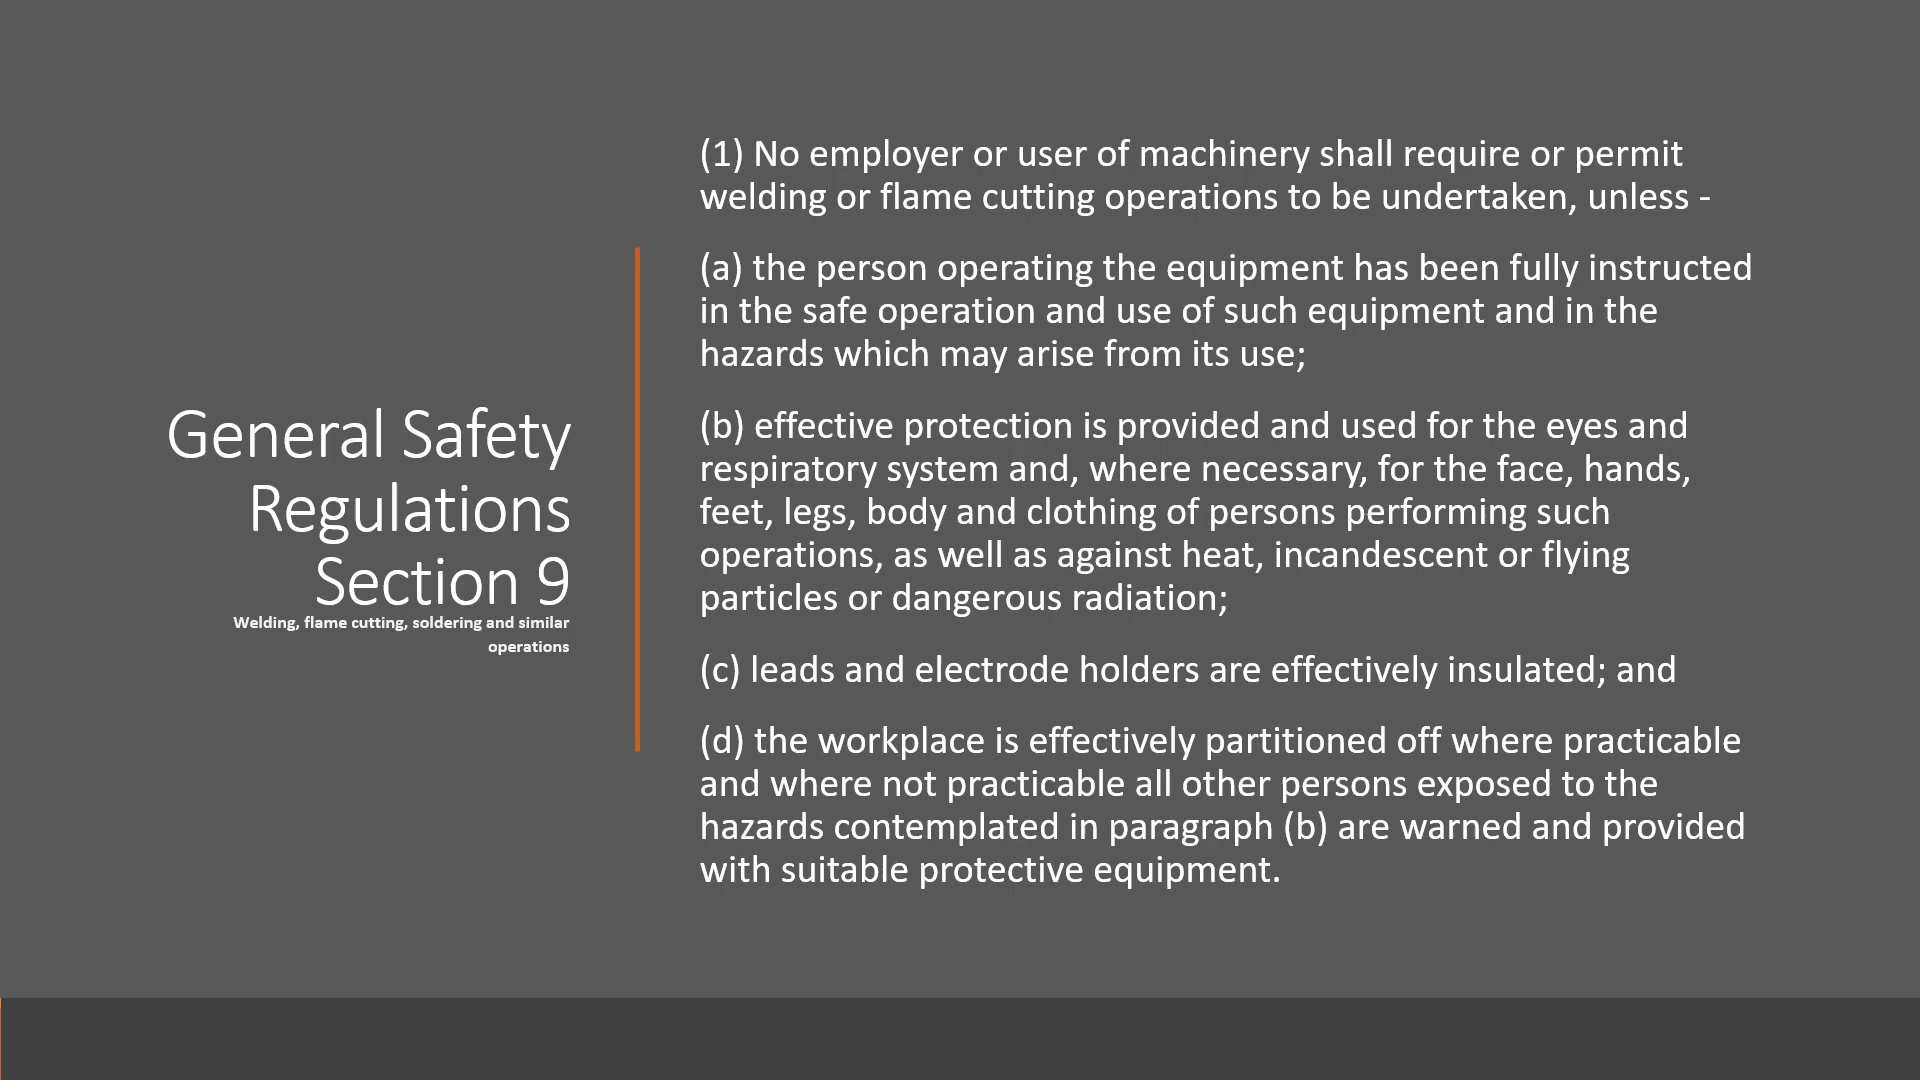 General Safety
Regulations
Section 9
Welding, flame cutting, soldering and similar
operations
(1) No employer or user of machinery shall require or permit
welding or flame cutting operations to be undertaken, unless -
(a) the person operating the equipment has been fully instructed
in the safe operation and use of such equipment and in the
hazards which may arise from its use;
(b) effective protection is provided and used for the eyes and
respiratory system and, where necessary, for the face, hands,
feet, legs, body and clothing of persons performing such
operations, as well as against heat, incandescent or flying
particles or dangerous radiation;
(c) leads and electrode holders are effectively insulated; and
(d) the workplace is effectively partitioned off where practicable
and where not practicable all other persons exposed to the
hazards contemplated in paragraph (b) are warned and provided
with suitable protective equipment.